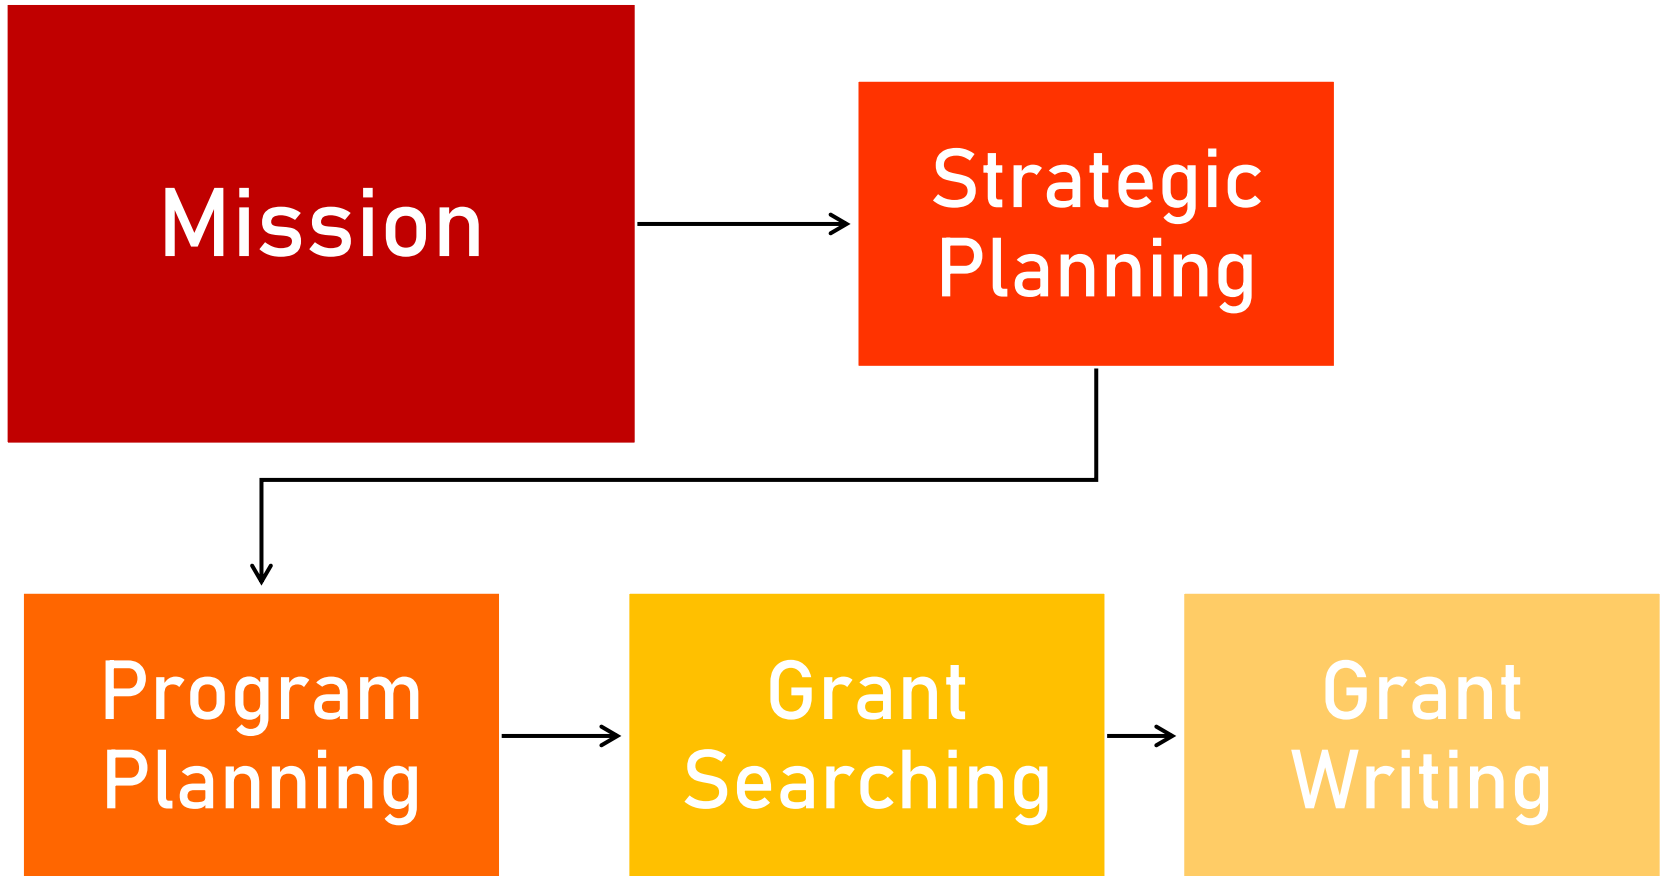 Mission
Strategic
Planning
Program
Planning
Grant
Searching
Grant
Writing